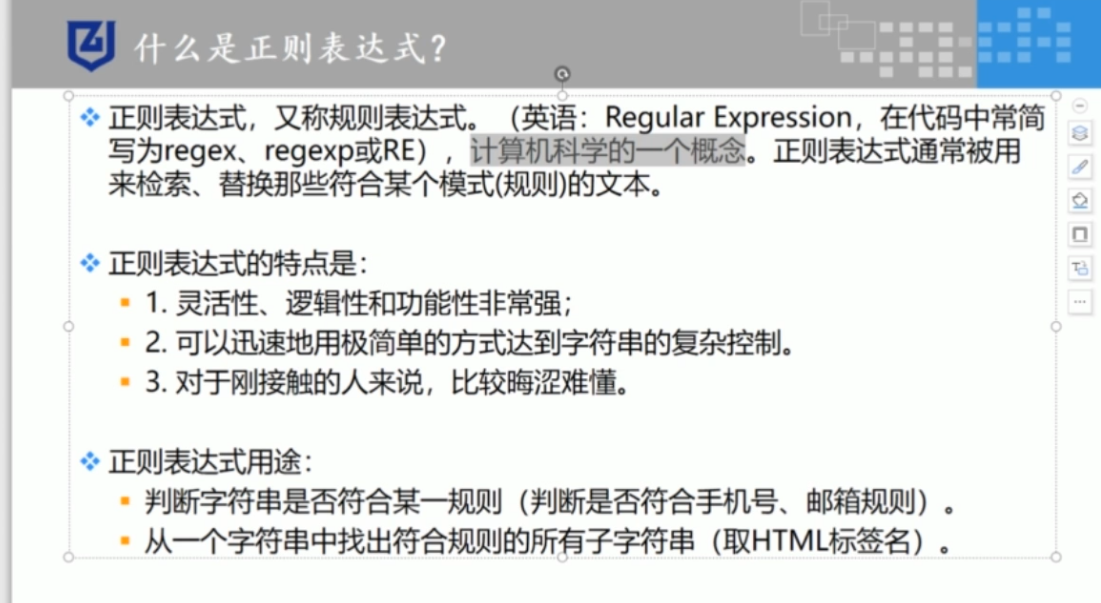 什么是正则表达式?
正则表达式，又称规则表达式。（英语：Regular Expression，在代码中常简
写为regex、regexp或RE），计算机科学的一个概念。正则表达式通常被用
来检索、替换那些符合某个模式(规则)的文本。
正则表达式的特点是：
1. 灵活性、逻辑性和功能性非常强；
2. 可以迅速地用极简单的方式达到字符串的复杂控制。
3. 对于刚接触的人来说，比较晦涩难懂。
正则表达式用途：
判断字符串是否符合某一规则（判断是否符合手机号、邮箱规则）。
从一个字符串中找出符合规则的所有子字符串（取HTML标签名）。